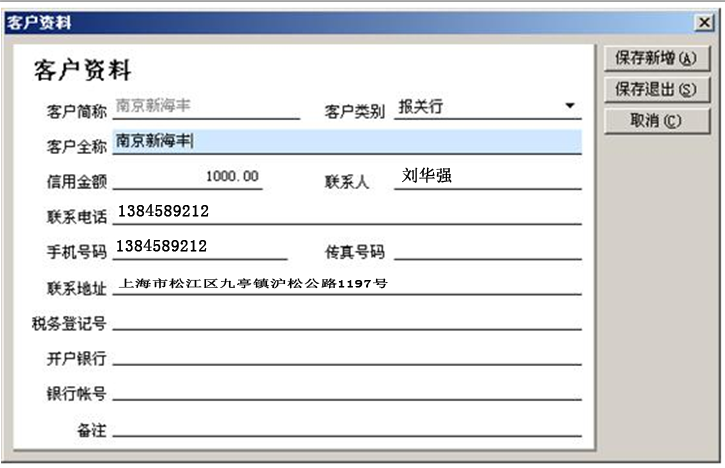 客户资料
保存新增(A)
保存退出(S)
取消(C)
客户资料
客户简称 南京新海丰 客户类别 报关行
客户全称 南京新海丰
信用金额 1000.00 联系人 刘华强
联系电话 1384589212
手机号码 1384589212 传真号码
联系地址 上海市松江区九亭镇沪松公路1197号
税务登记号
开户银行
银行帐号
备注